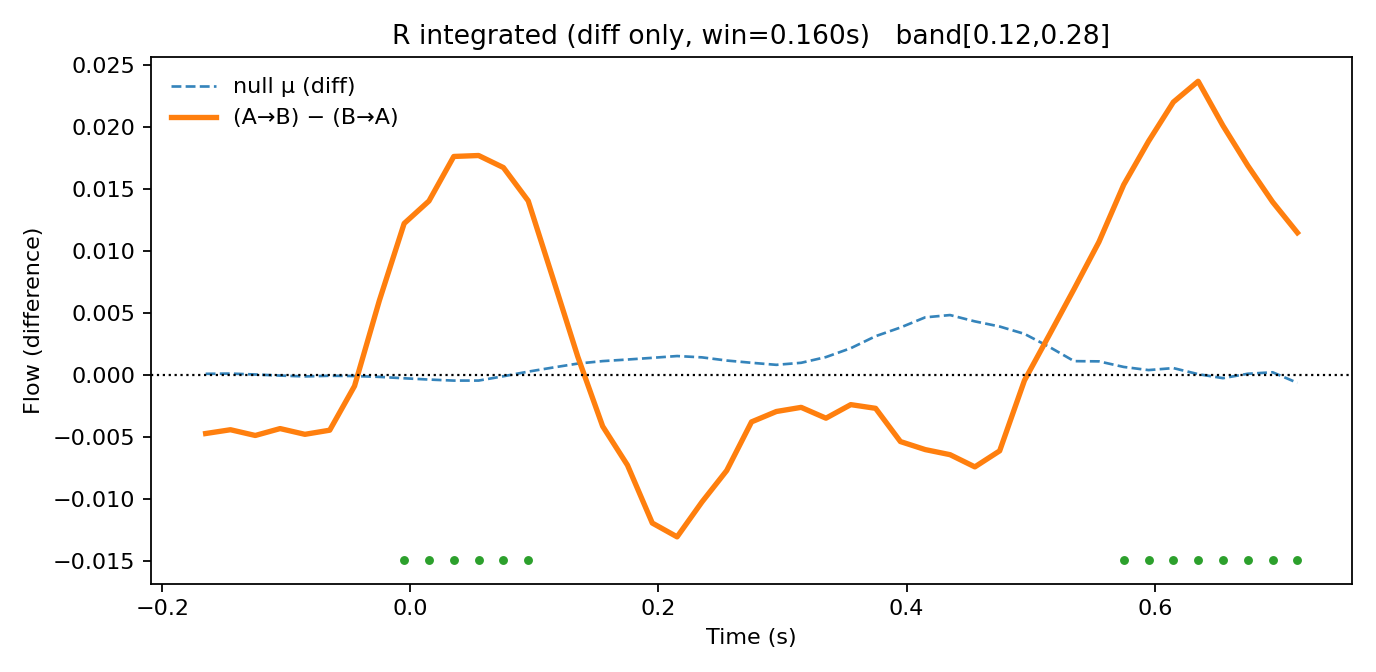 R integrated (diff only, win=0.160s)   band[0.12,0.28]
null μ (diff)
(A→B) − (B→A)
Flow (difference)
0.025
0.020
0.015
0.010
0.005
0.000
−0.005
−0.010
−0.015
−0.2
0.0
0.2
0.4
0.6
Time (s)